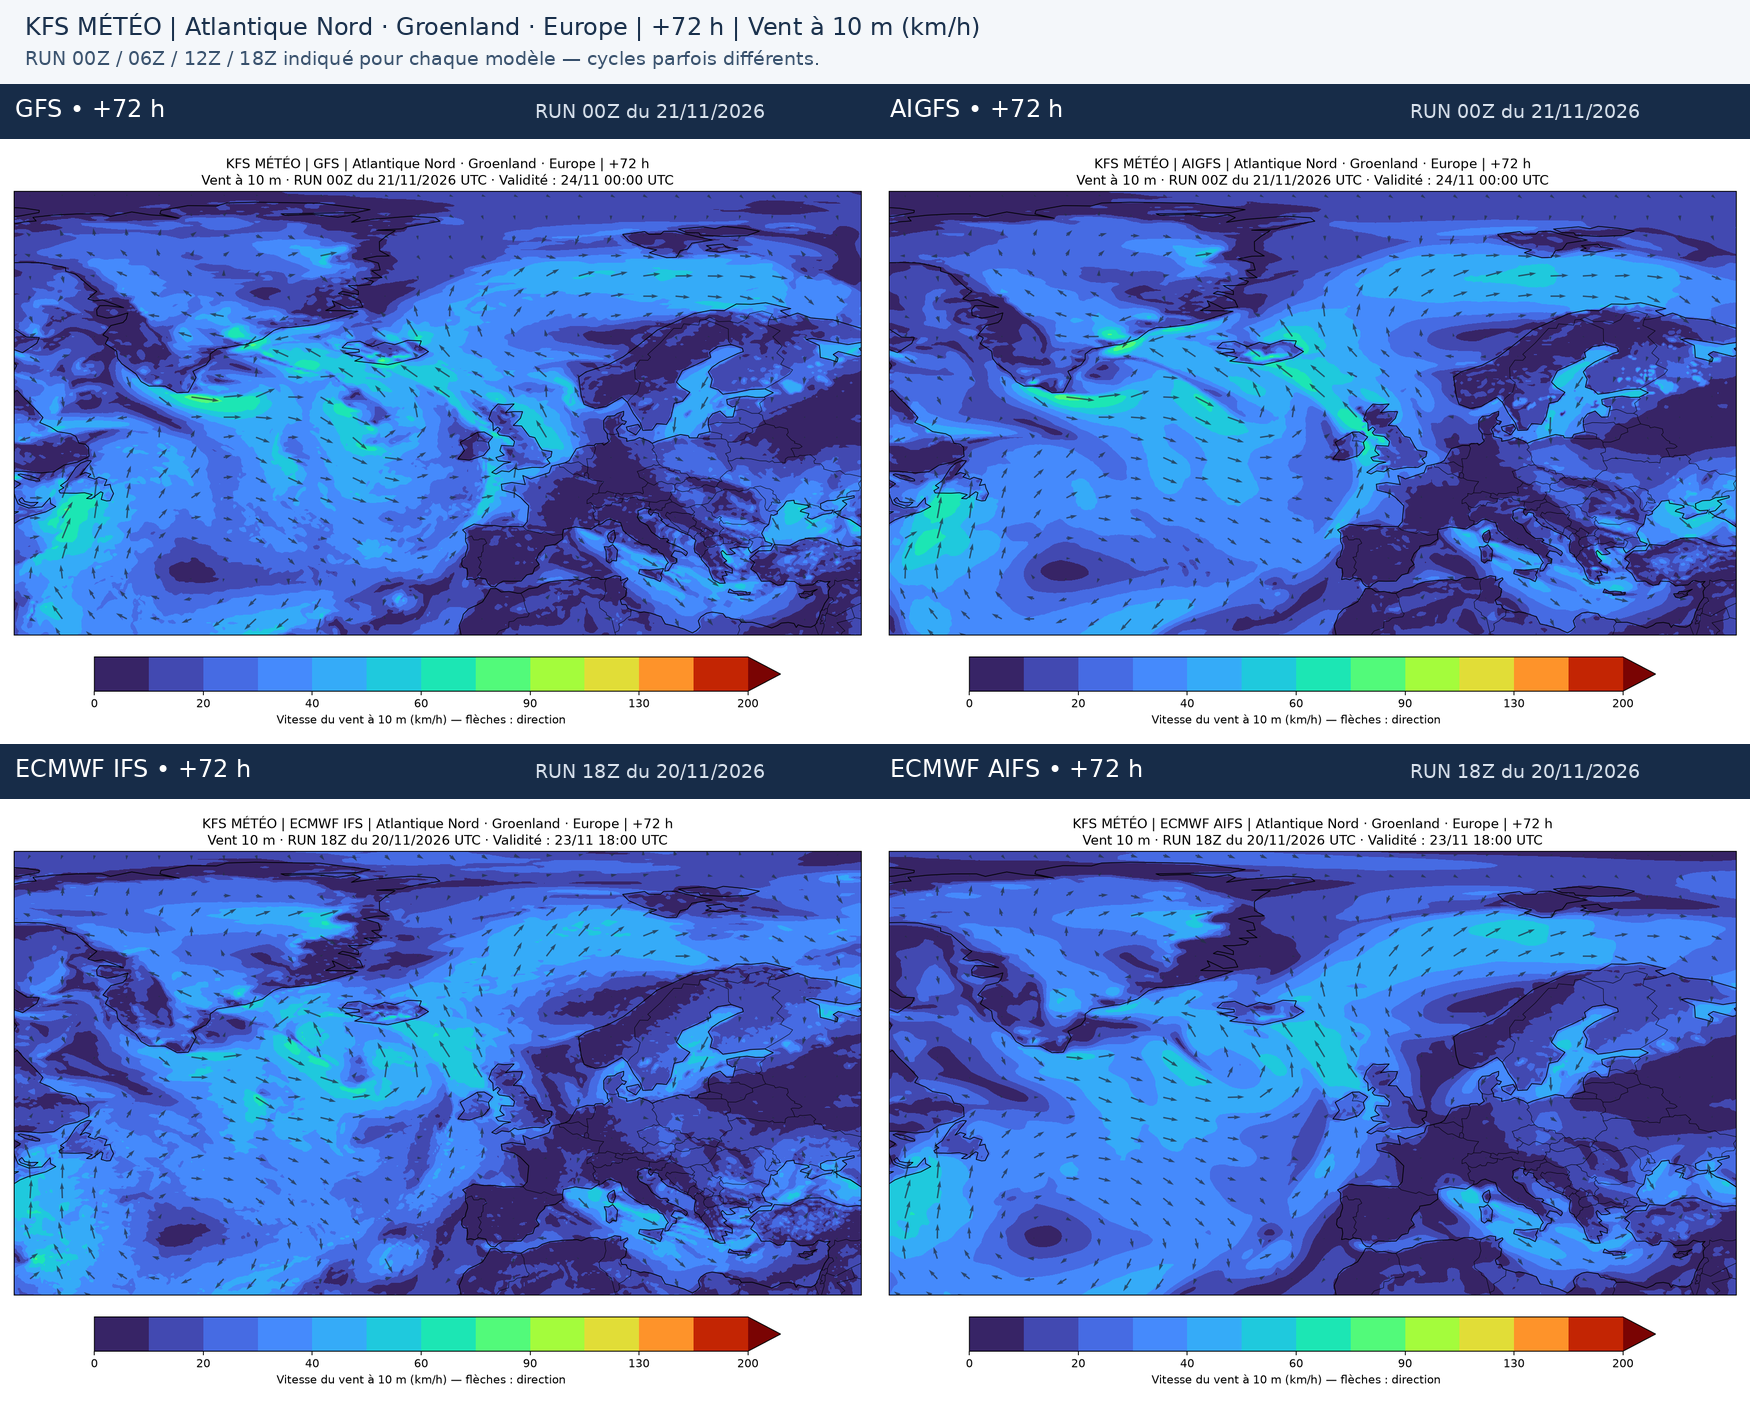 KFS MÉTÉO | Atlantique Nord · Groenland · Europe | +72 h | Vent à 10 m (km/h)
RUN 00Z / 06Z / 12Z / 18Z indiqué pour chaque modèle — cycles parfois différents.
GFS • +72 h
RUN 00Z du 21/11/2026
KFS MÉTÉO | GFS | Atlantique Nord · Groenland · Europe | +72 h
Vent à 10 m · RUN 00Z du 21/11/2026 UTC · Validité : 24/11 00:00 UTC
0 20 40 60 90 130 200
Vitesse du vent à 10 m (km/h) — flèches : direction
AIGFS • +72 h
RUN 00Z du 21/11/2026
KFS MÉTÉO | AIGFS | Atlantique Nord · Groenland · Europe | +72 h
Vent à 10 m · RUN 00Z du 21/11/2026 UTC · Validité : 24/11 00:00 UTC
0 20 40 60 90 130 200
Vitesse du vent à 10 m (km/h) — flèches : direction
ECMWF IFS • +72 h
RUN 18Z du 20/11/2026
KFS MÉTÉO | ECMWF IFS | Atlantique Nord · Groenland · Europe | +72 h
Vent 10 m · RUN 18Z du 20/11/2026 UTC · Validité : 23/11 18:00 UTC
0 20 40 60 90 130 200
Vitesse du vent à 10 m (km/h) — flèches : direction
ECMWF AIFS • +72 h
RUN 18Z du 20/11/2026
KFS MÉTÉO | ECMWF AIFS | Atlantique Nord · Groenland · Europe | +72 h
Vent 10 m · RUN 18Z du 20/11/2026 UTC · Validité : 23/11 18:00 UTC
0 20 40 60 90 130 200
Vitesse du vent à 10 m (km/h) — flèches : direction